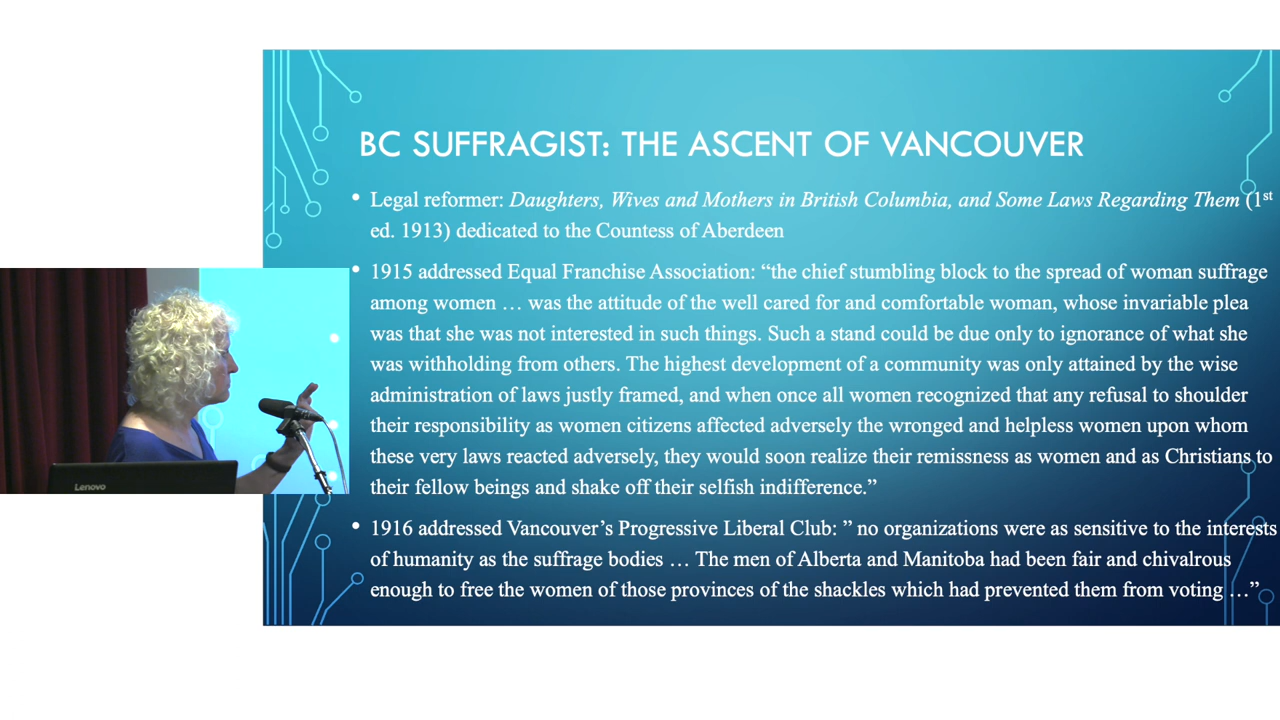 BC SUFFRAGIST: THE ASCENT OF VANCOUVER
• Legal reformer: Daughters, Wives and Mothers in British Columbia, and Some Laws Regarding Them (1st
ed. 1913) dedicated to the Countess of Aberdeen
• 1915 addressed Equal Franchise Association: “the chief stumbling block to the spread of woman suffrage
among women … was the attitude of the well cared for and comfortable woman, whose invariable plea
was that she was not interested in such things. Such a stand could be due only to ignorance of what she
was withholding from others. The highest development of a community was only attained by the wise
administration of laws justly framed, and when once all women recognized that any refusal to shoulder
their responsibility as women citizens affected adversely the wronged and helpless women upon whom
these very laws reacted adversely, they would soon realize their remissness as women and as Christians to
their fellow beings and shake off their selfish indifference.”
• 1916 addressed Vancouver’s Progressive Liberal Club: ” no organizations were as sensitive to the interests
of humanity as the suffrage bodies … The men of Alberta and Manitoba had been fair and chivalrous
enough to free the women of those provinces of the shackles which had prevented them from voting …”
Lenovo